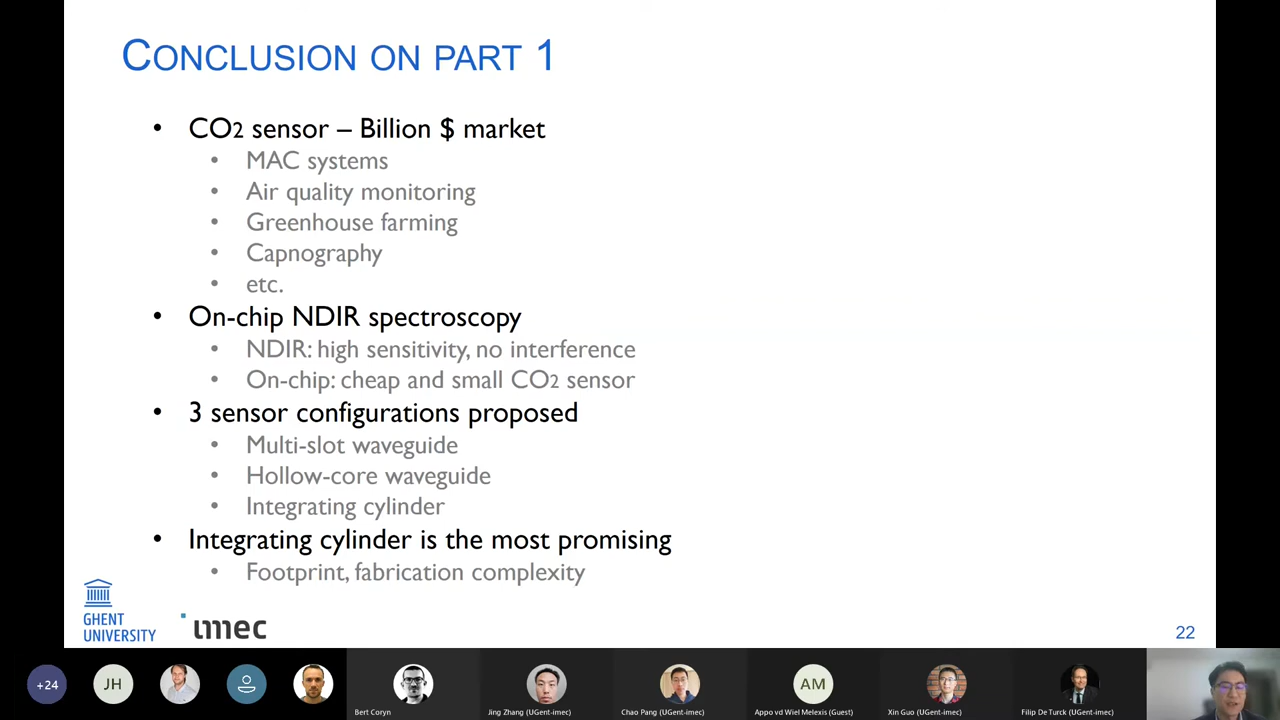 CONCLUSION ON PART 1
• CO2 sensor – Billion $ market
• MAC systems
• Air quality monitoring
• Greenhouse farming
• Capnography
• etc.
• On-chip NDIR spectroscopy
• NDIR: high sensitivity, no interference
• On-chip: cheap and small CO2 sensor
• 3 sensor configurations proposed
• Multi-slot waveguide
• Hollow-core waveguide
• Integrating cylinder
• Integrating cylinder is the most promising
• Footprint, fabrication complexity
GHENT
UNIVERSITY
imec
22
+24
JH
AM
Bert Coryn
Jing Zhang (UGent-imec)
Chao Pang (UGent-imec)
Appo vd Wiel Melexis (Guest)
Xin Guo (UGent-imec)
Filip De Turck (UGent-imec)